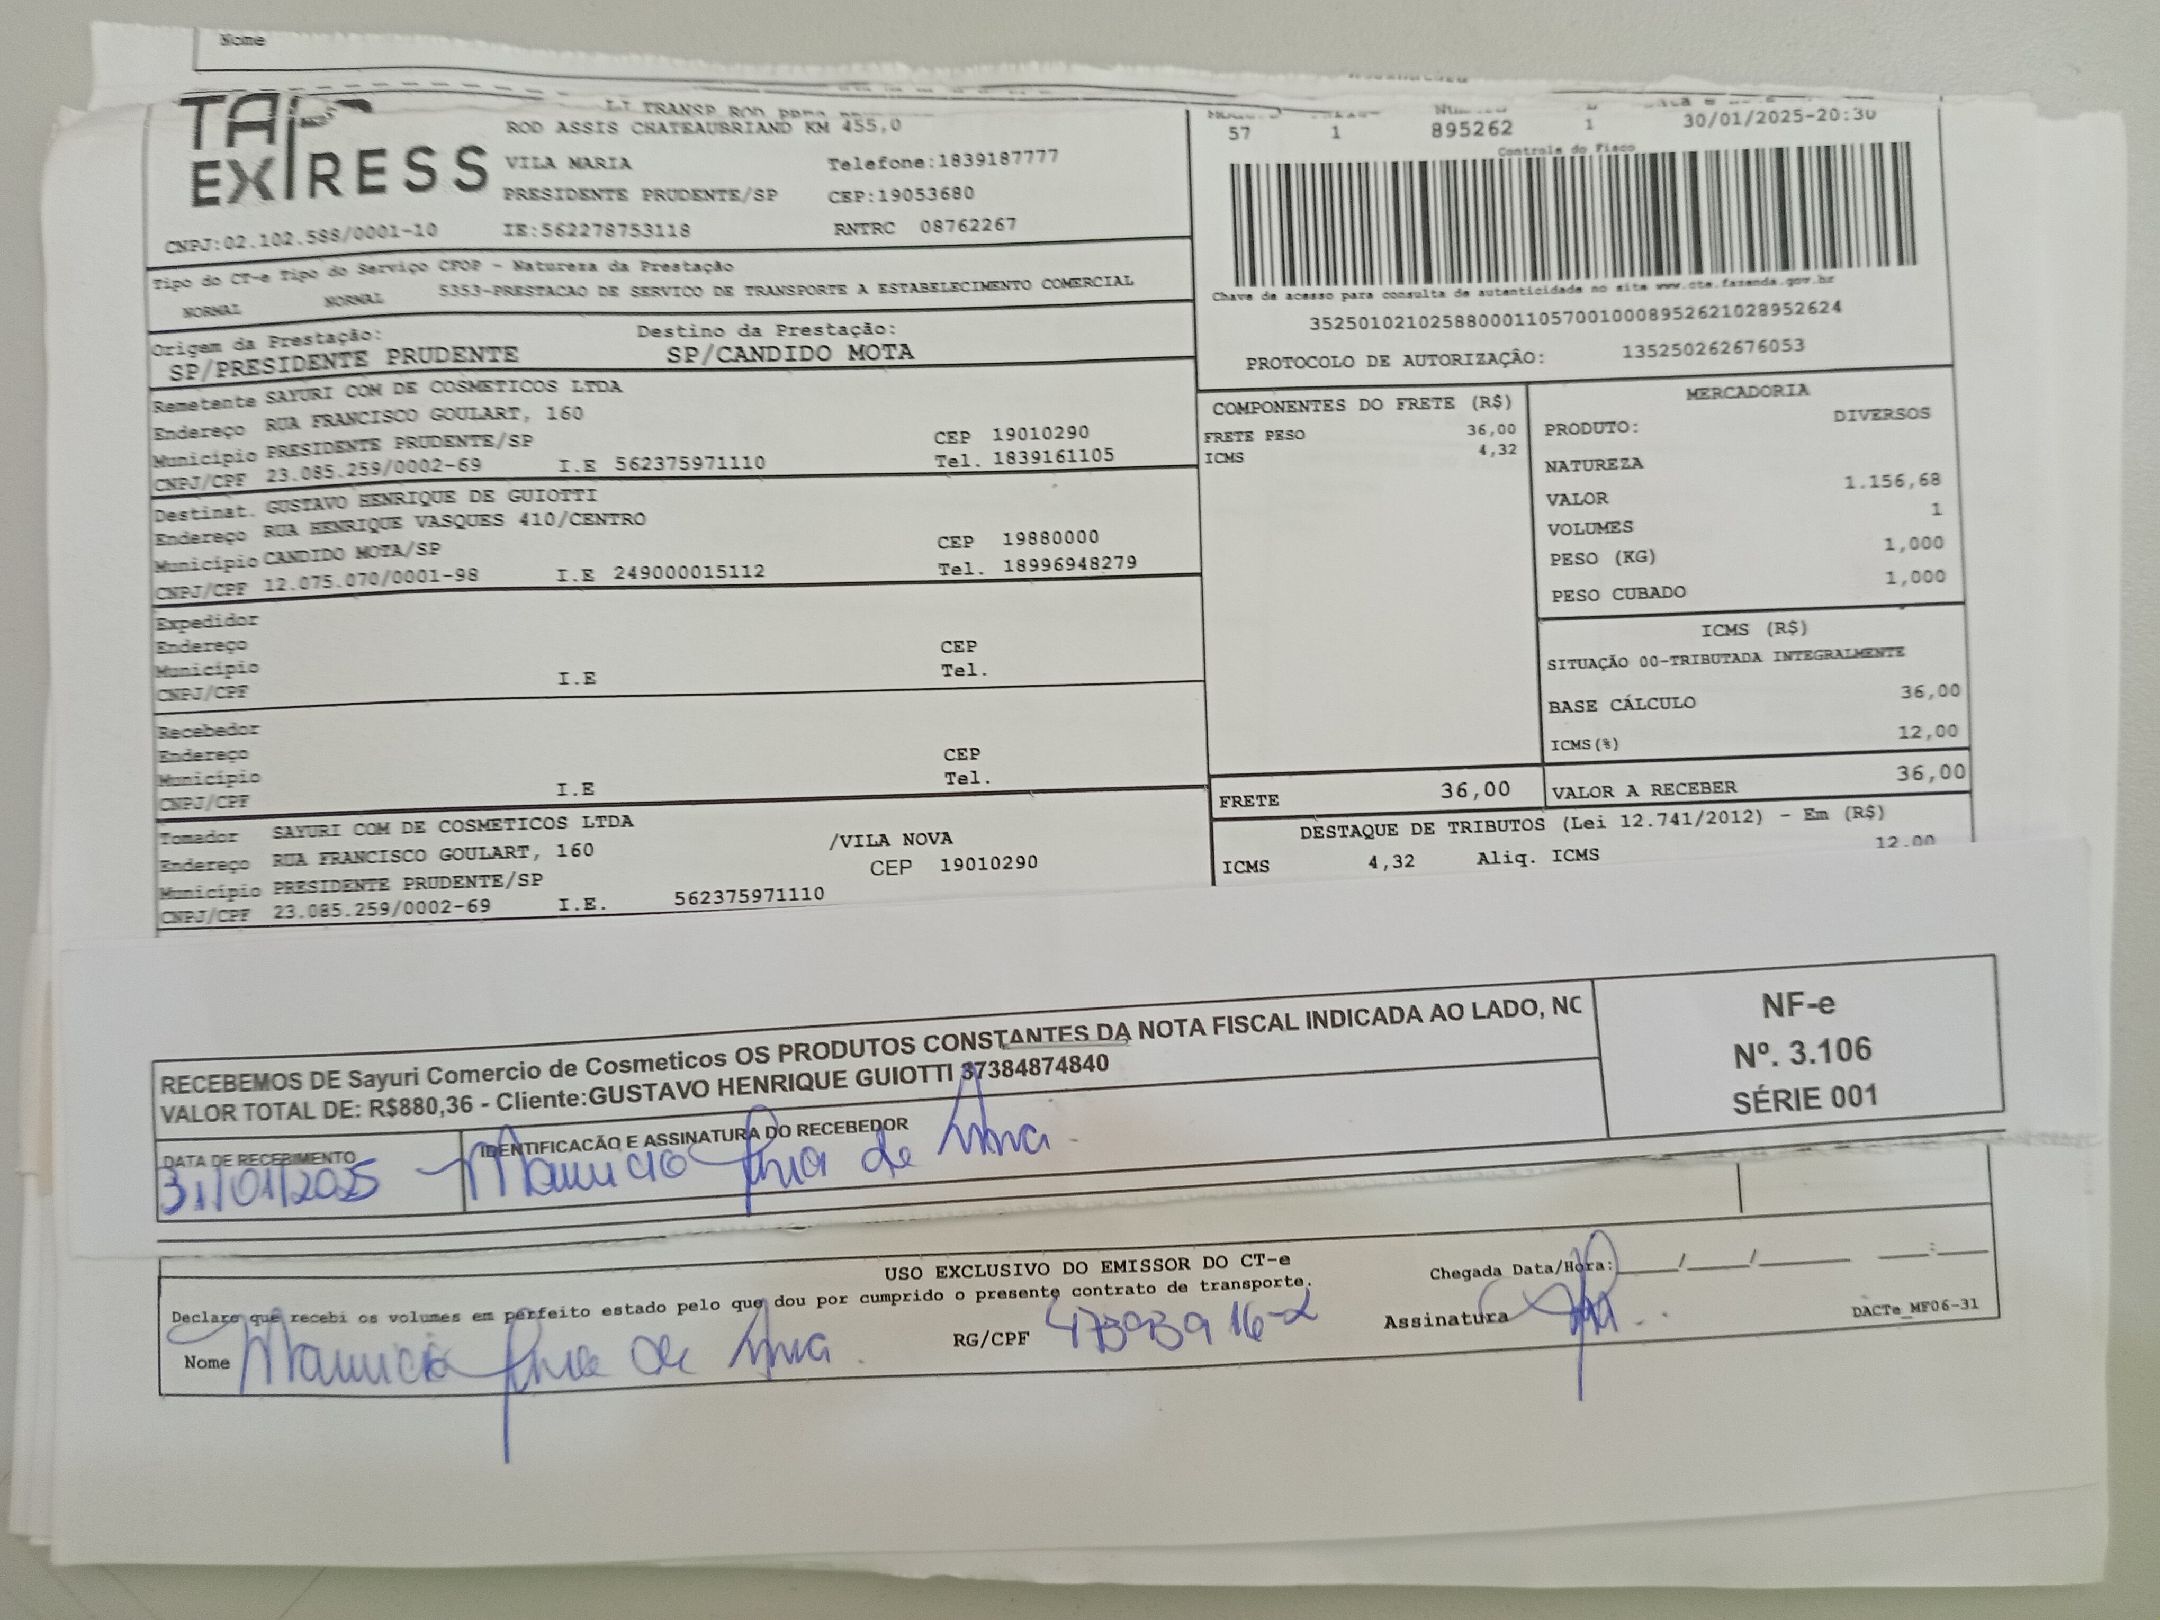 Nome
TAP
EXPRESS
ROD ASSIS CHATEAUBRIAND KM 455,0
VILA MARIA Telefone:1839187777
PRESIDENTE PRUDENTE/SP CEP:19053680
CNPJ:02.102.588/0001-10 IE:562278753118 RNTRC 08762267
57 1 895262 1 30/01/2025-20:30
Controle do Fisco
Chave de acesso para consulta de autenticidade no site www.cte.fazenda.gov.br
35250102102588000110570010008952621028952624
PROTOCOLO DE AUTORIZAÇÂO: 135250262676053
Tipo do CT-e Tipo do Serviço CFOP - Natureza da Prestação
NORMAL NORMAL 5353-PRESTACAO DE SERVICO DE TRANSPORTE A ESTABELECIMENTO COMERCIAL
Origem da Prestação: Destino da Prestação:
SP/PRESIDENTE PRUDENTE SP/CANDIDO MOTA
Remetente SAYURI COM DE COSMETICOS LTDA
Endereço RUA FRANCISCO GOULART, 160
Município PRESIDENTE PRUDENTE/SP CEP 19010290
CNPJ/CPF 23.085.259/0002-69 I.E 562375971110 Tel. 1839161105
Destinat. GUSTAVO HENRIQUE DE GUIOTTI
Endereço RUA HENRIQUE VASQUES 410/CENTRO
Município CANDIDO MOTA/SP CEP 19880000
CNPJ/CPF 12.075.070/0001-98 I.E 249000015112 Tel. 18996948279
Expedidor
Endereço CEP
Município Tel.
CNPJ/CPF I.E
Recebedor
Endereço CEP
Município Tel.
CNPJ/CPF I.E
Tomador SAYURI COM DE COSMETICOS LTDA
Endereço RUA FRANCISCO GOULART, 160 /VILA NOVA
Município PRESIDENTE PRUDENTE/SP CEP 19010290
CNPJ/CPF 23.085.259/0002-69 I.E. 562375971110
COMPONENTES DO FRETE (R$)
FRETE PESO 36,00
ICMS 4,32
MERCADORIA
PRODUTO: DIVERSOS
NATUREZA
VALOR 1.156,68
VOLUMES 1
PESO (KG) 1,000
PESO CUBADO 1,000
ICMS (R$)
SITUAÇÃO 00-TRIBUTADA INTEGRALMENTE
BASE CÁLCULO 36,00
ICMS(%) 12,00
FRETE 36,00 VALOR A RECEBER 36,00
DESTAQUE DE TRIBUTOS (Lei 12.741/2012) - Em (R$)
ICMS 4,32 Aliq. ICMS 12.00
RECEBEMOS DE Sayuri Comercio de Cosmeticos OS PRODUTOS CONSTANTES DA NOTA FISCAL INDICADA AO LADO, NO
VALOR TOTAL DE: R$880,36 - Cliente:GUSTAVO HENRIQUE GUIOTTI 37384874840
NF-e
Nº. 3.106
SÉRIE 001
DATA DE RECEBIMENTO IDENTIFICAÇÃO E ASSINATURA DO RECEBEDOR
31/01/2025 de
USO EXCLUSIVO DO EMISSOR DO CT-e
Declaro que recebi os volumes em perfeito estado pelo que dou por cumprido o presente contrato de transporte.
Chegada Data/Hora: ____/____/____ __:__
Nome de RG/CPF Assinatura
DACTe_MF06-31